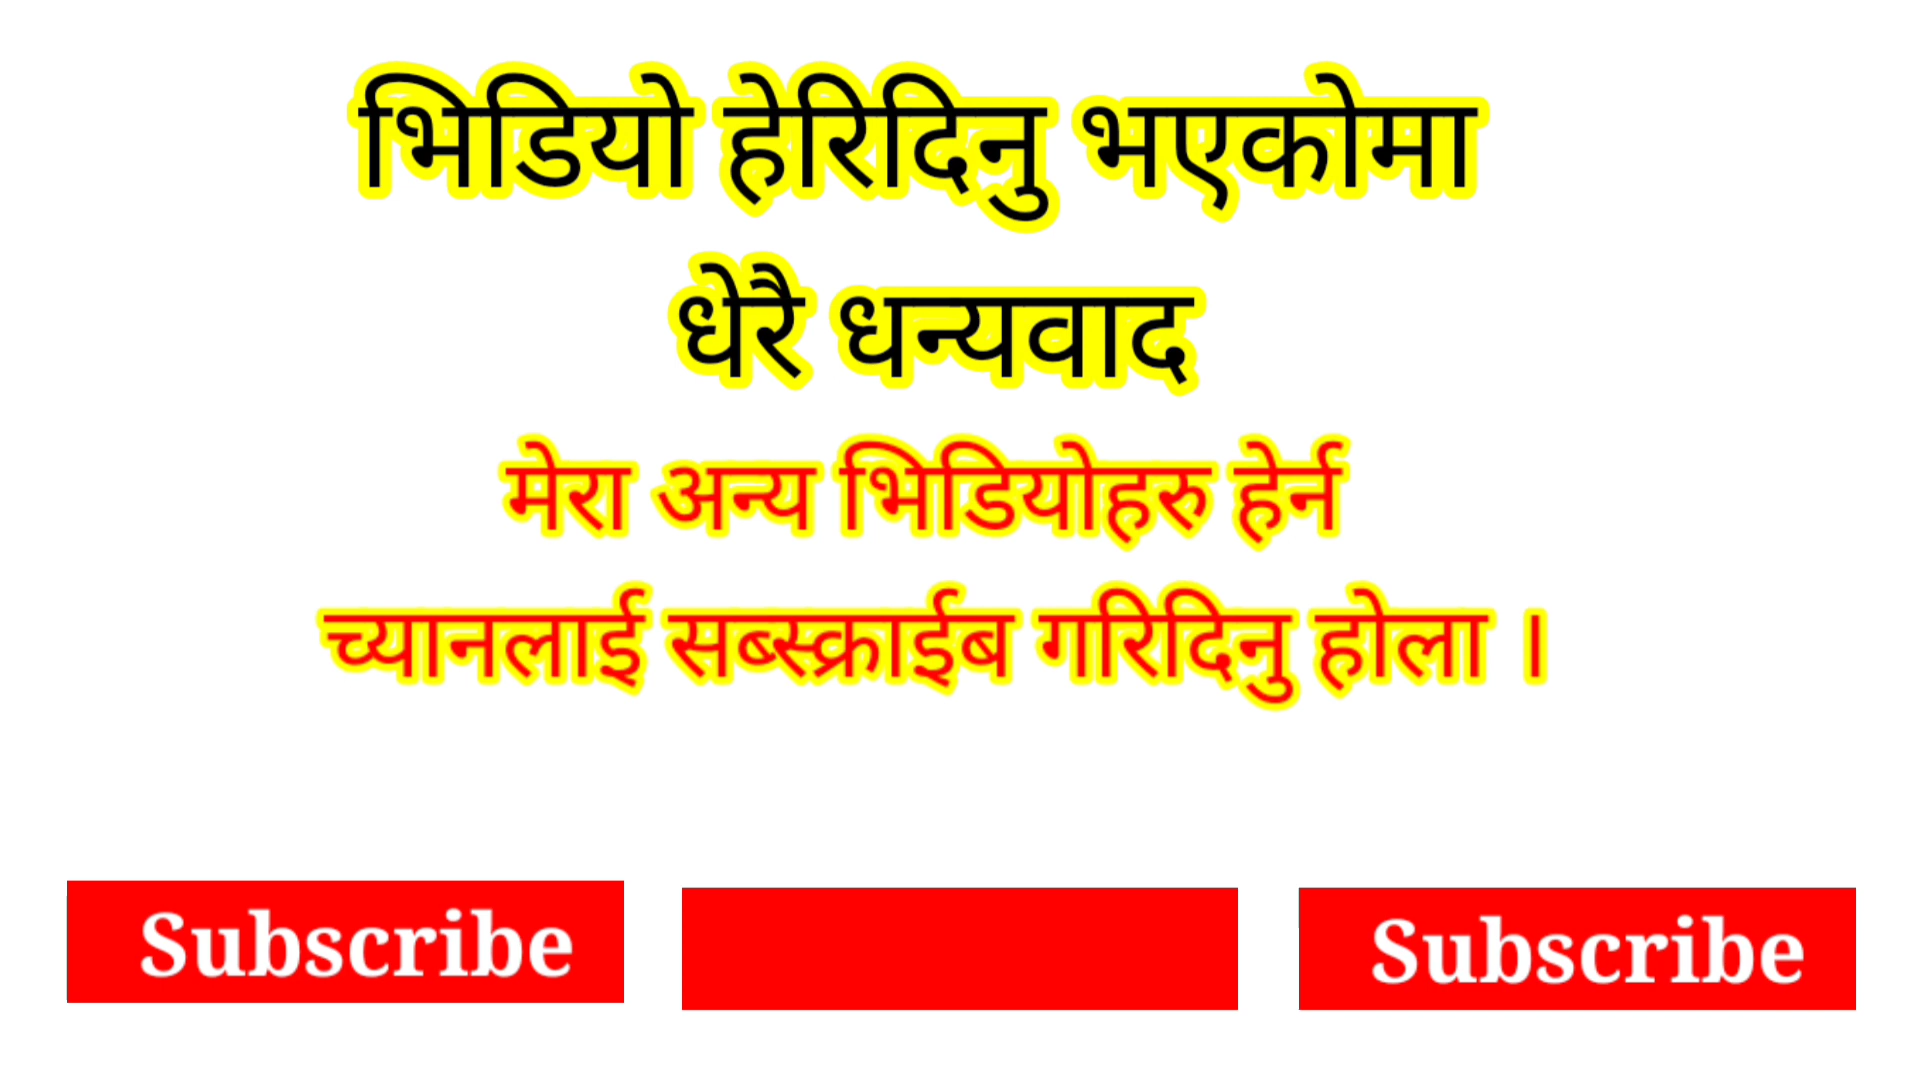 भिडियो हेरिदिनु भएकोमा
धेरै धन्यवाद
मेरा अन्य भिडियोहरु हेर्न
च्यानलाई सब्स्क्राईब गरिदिनु होला ।
Subscribe
Subscribe